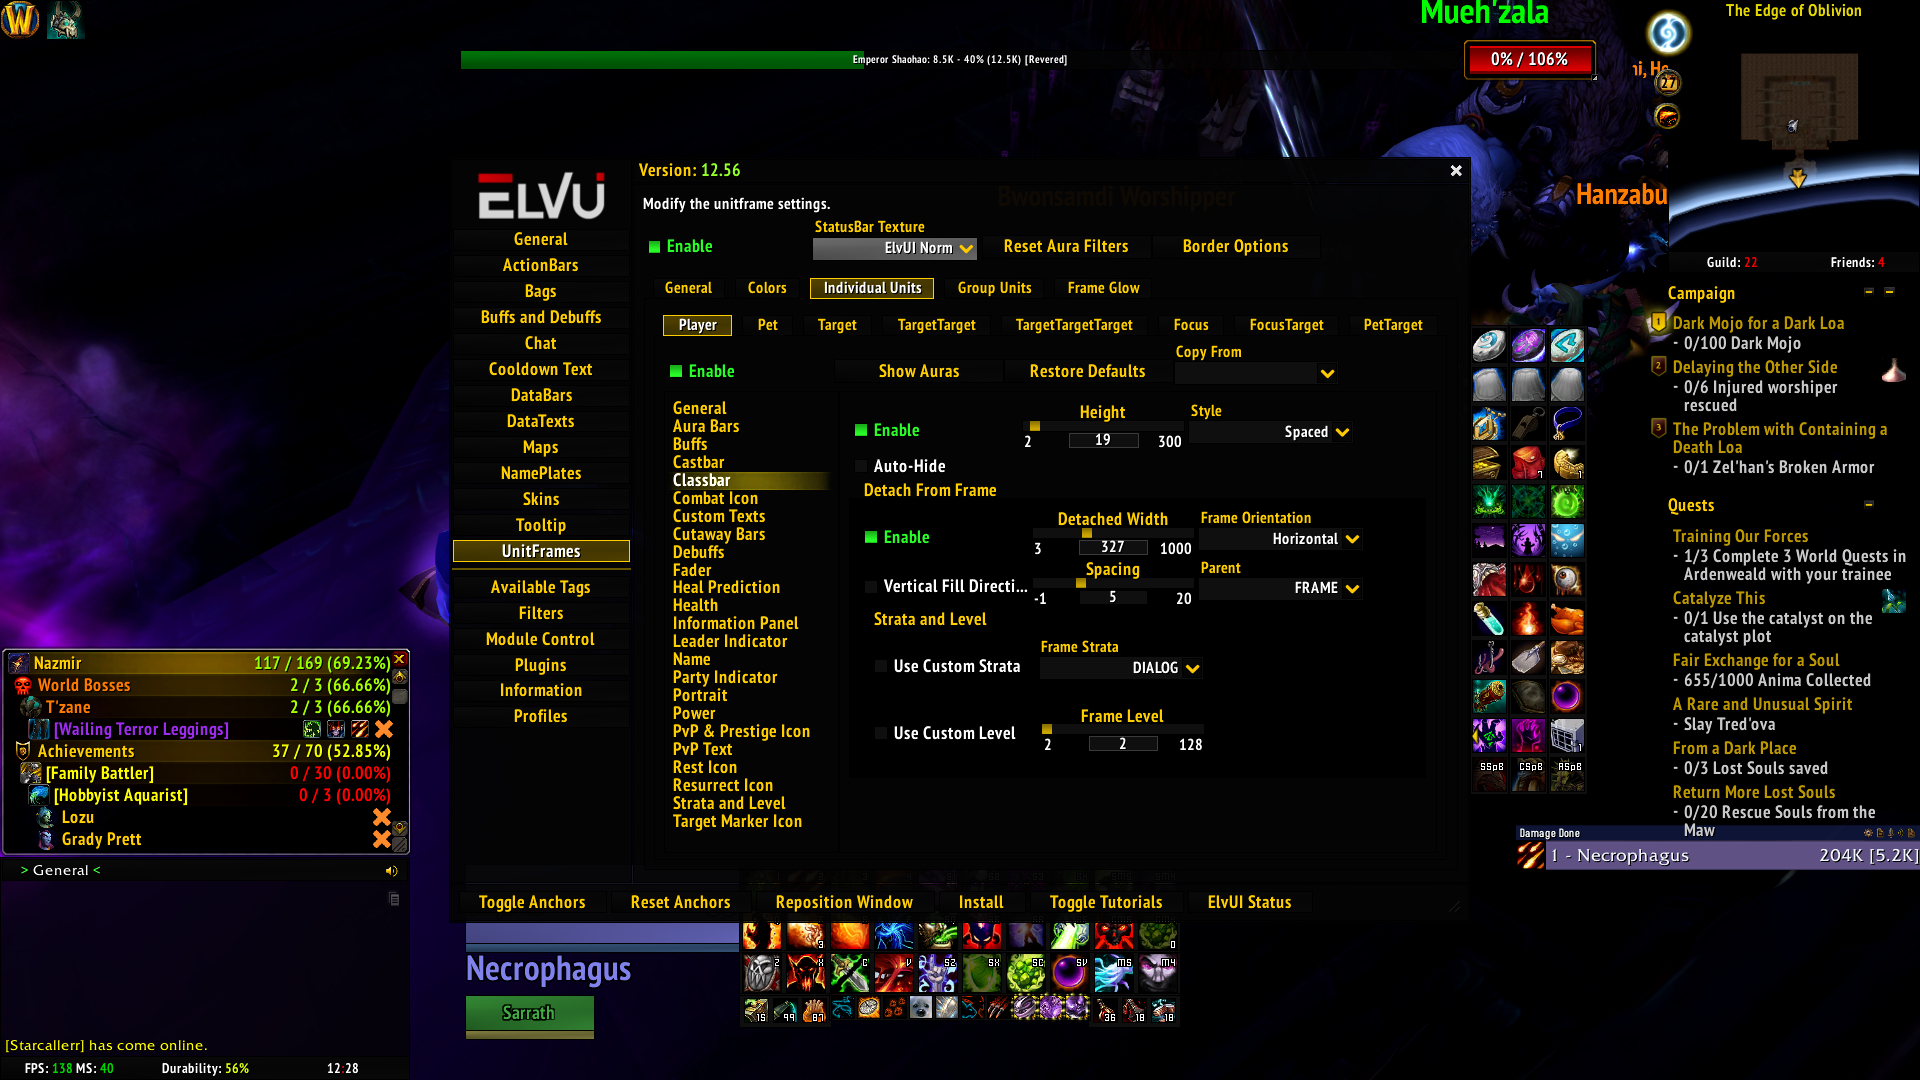 Mueh'zala
The Edge of Oblivion
Emperor Shaohao: 8.5K - 40% (12.5K) [Revered]
0% / 106%
27
Hanzabu
Guild: 22
Friends: 4
ELVUI
Version: 12.56
Bwonsamdi Worshipper
Modify the unitframe settings.
StatusBar Texture
Enable
ElvUI Norm
Reset Aura Filters
Border Options
General
Colors
Individual Units
Group Units
Frame Glow
Player
Pet
Target
TargetTarget
TargetTargetTarget
Focus
FocusTarget
PetTarget
Copy From
Enable
Show Auras
Restore Defaults
General
ActionBars
Bags
Buffs and Debuffs
Chat
Cooldown Text
DataBars
DataTexts
Maps
NamePlates
Skins
Tooltip
UnitFrames
Available Tags
Filters
Module Control
Plugins
Information
Profiles
General
Aura Bars
Buffs
Castbar
Classbar
Combat Icon
Custom Texts
Cutaway Bars
Debuffs
Fader
Heal Prediction
Health
Information Panel
Leader Indicator
Name
Party Indicator
Portrait
Power
PvP & Prestige Icon
PvP Text
Rest Icon
Resurrect Icon
Strata and Level
Target Marker Icon
Enable
Height
2 19 300
Style
Spaced
Auto-Hide
Detach From Frame
Enable
Detached Width
3 327 1000
Frame Orientation
Horizontal
Vertical Fill Directi...
Spacing
-1 5 20
Parent
FRAME
Strata and Level
Use Custom Strata
Frame Strata
DIALOG
Use Custom Level
Frame Level
2 2 128
Toggle Anchors
Reset Anchors
Reposition Window
Install
Toggle Tutorials
ElvUI Status
Campaign
Dark Mojo for a Dark Loa
- 0/100 Dark Mojo
Delaying the Other Side
- 0/6 Injured worshiper
rescued
The Problem with Containing a
Death Loa
- 0/1 Zel'han's Broken Armor
Quests
Training Our Forces
- 1/3 Complete 3 World Quests in
Ardenweald with your trainee
Catalyze This
- 0/1 Use the catalyst on the
catalyst plot
Fair Exchange for a Soul
- 655/1000 Anima Collected
A Rare and Unusual Spirit
- Slay Tred'ova
From a Dark Place
- 0/3 Lost Souls saved
Return More Lost Souls
- 0/20 Rescue Souls from the
Maw
SSpB CSpB ASpB
Damage Done
1 - Necrophagus 204K [5.2K]
Nazmir 117 / 169 (69.23%)
World Bosses 2 / 3 (66.66%)
T'zane 2 / 3 (66.66%)
[Wailing Terror Leggings]
Achievements 37 / 70 (52.85%)
[Family Battler] 0 / 30 (0.00%)
[Hobbyist Aquarist] 0 / 3 (0.00%)
Lozu
Grady Prett
> General <
Necrophagus
Sarrath
[Starcallerr] has come online.
FPS: 138 MS: 40
Durability: 56%
12:28